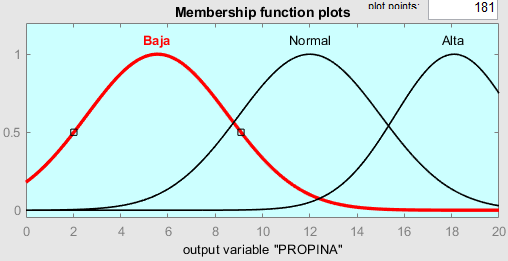 plot points: 181
Membership function plots
Baja Normal Alta
1
0.5
0
0 2 4 6 8 10 12 14 16 18 20
output variable "PROPINA"